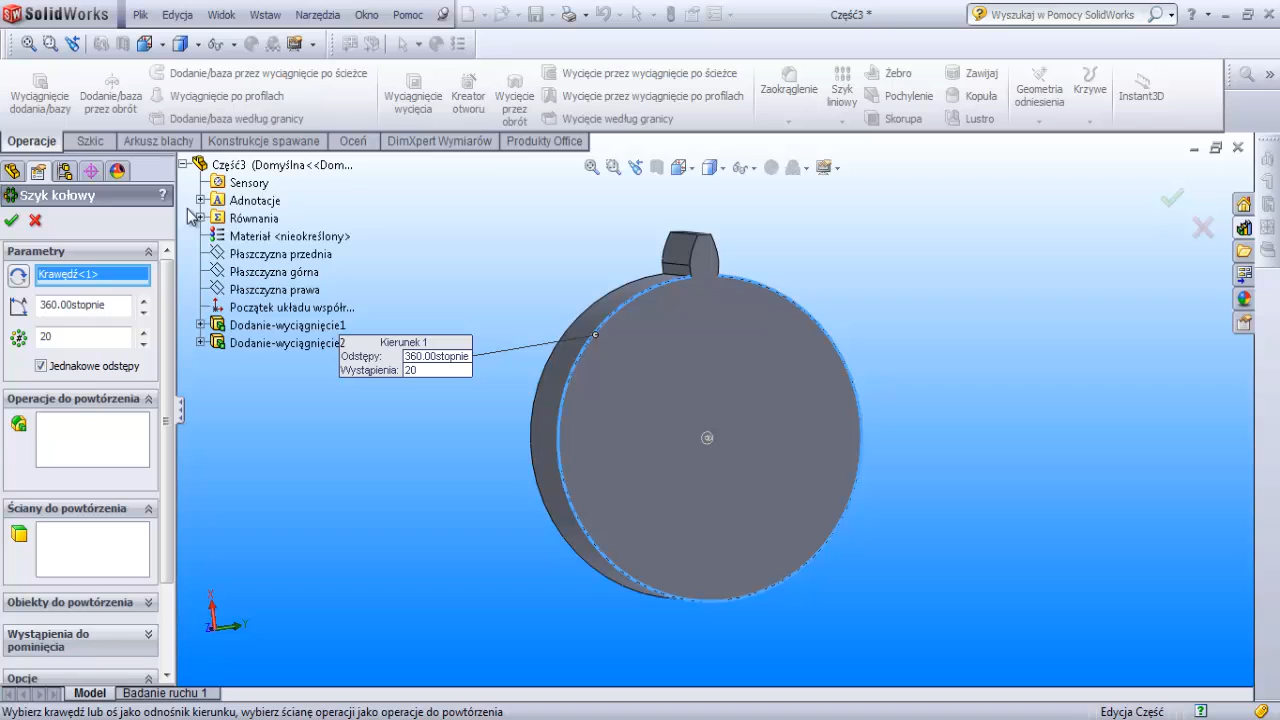 SolidWorks Plik Edycja Widok Wstaw Narzędzia Okno Pomoc Część3 * Wyszukaj w Pomocy SolidWorks
Wyciągnięcie dodania/bazy
Dodanie/baza przez obrót
Dodanie/baza przez wyciągnięcie po ścieżce
Wyciągnięcie po profilach
Dodanie/baza według granicy
Wyciągnięcie wycięcia
Kreator otworu
Wycięcie przez obrót
Wycięcie przez wyciągnięcie po ścieżce
Wycięcie przez wyciągnięcie po profilach
Wycięcie według granicy
Zaokrąglenie
Szyk liniowy
Żebro
Pochylenie
Skorupa
Zawijaj
Kopuła
Lustro
Geometria odniesienia
Krzywe
Instant3D
Operacje Szkic Arkusz blachy Konstrukcje spawane Oceń DimXpert Wymiarów Produkty Office
Szyk kołowy ?
Parametry
Krawędź<1>
360.00stopnie
20
Jednakowe odstępy
Operacje do powtórzenia
Ściany do powtórzenia
Obiekty do powtórzenia
Wystąpienia do
pominięcia
Opcje
Część3 (Domyślna<<Dom...
Sensory
Adnotacje
Równania
Materiał <nieokreślony>
Płaszczyzna przednia
Płaszczyzna górna
Płaszczyzna prawa
Początek układu współr...
Dodanie-wyciągnięcie1
Dodanie-wyciągnięcie2
Kierunek 1
Odstępy: 360.00stopnie
Wystąpienia: 20
X
Y
Z
Model Badanie ruchu 1
Wybierz krawędź lub oś jako odnośnik kierunku, wybierz ścianę operacji jako operacje do powtórzenia Edycja Część